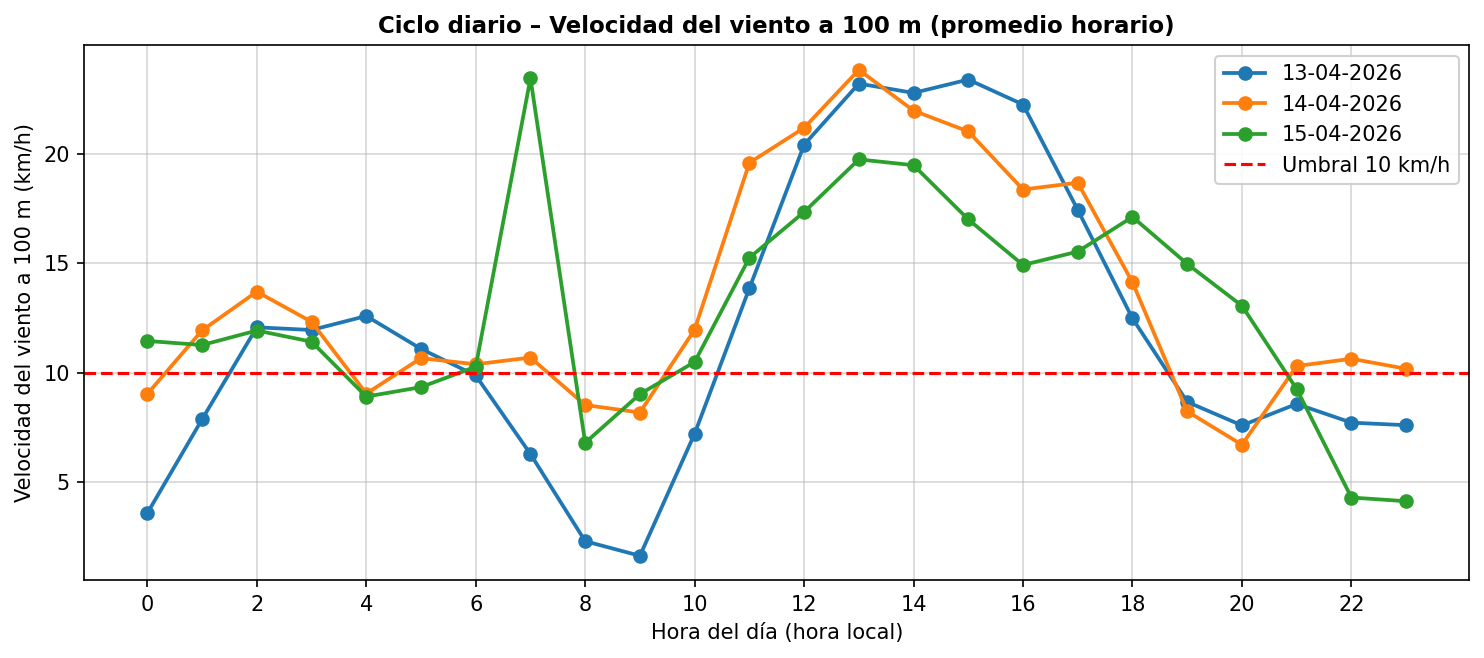 Ciclo diario – Velocidad del viento a 100 m (promedio horario)
Velocidad del viento a 100 m (km/h)
20
15
10
5
13-04-2026
14-04-2026
15-04-2026
Umbral 10 km/h
0 2 4 6 8 10 12 14 16 18 20 22
Hora del día (hora local)